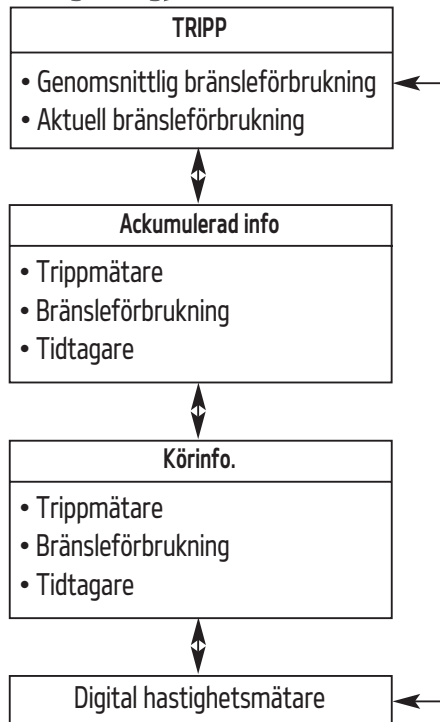 TRIPP
• Genomsnittlig bränsleförbrukning
• Aktuell bränsleförbrukning
Ackumulerad info
• Trippmätare
• Bränsleförbrukning
• Tidtagare
Körinfo.
• Trippmätare
• Bränsleförbrukning
• Tidtagare
Digital hastighetsmätare